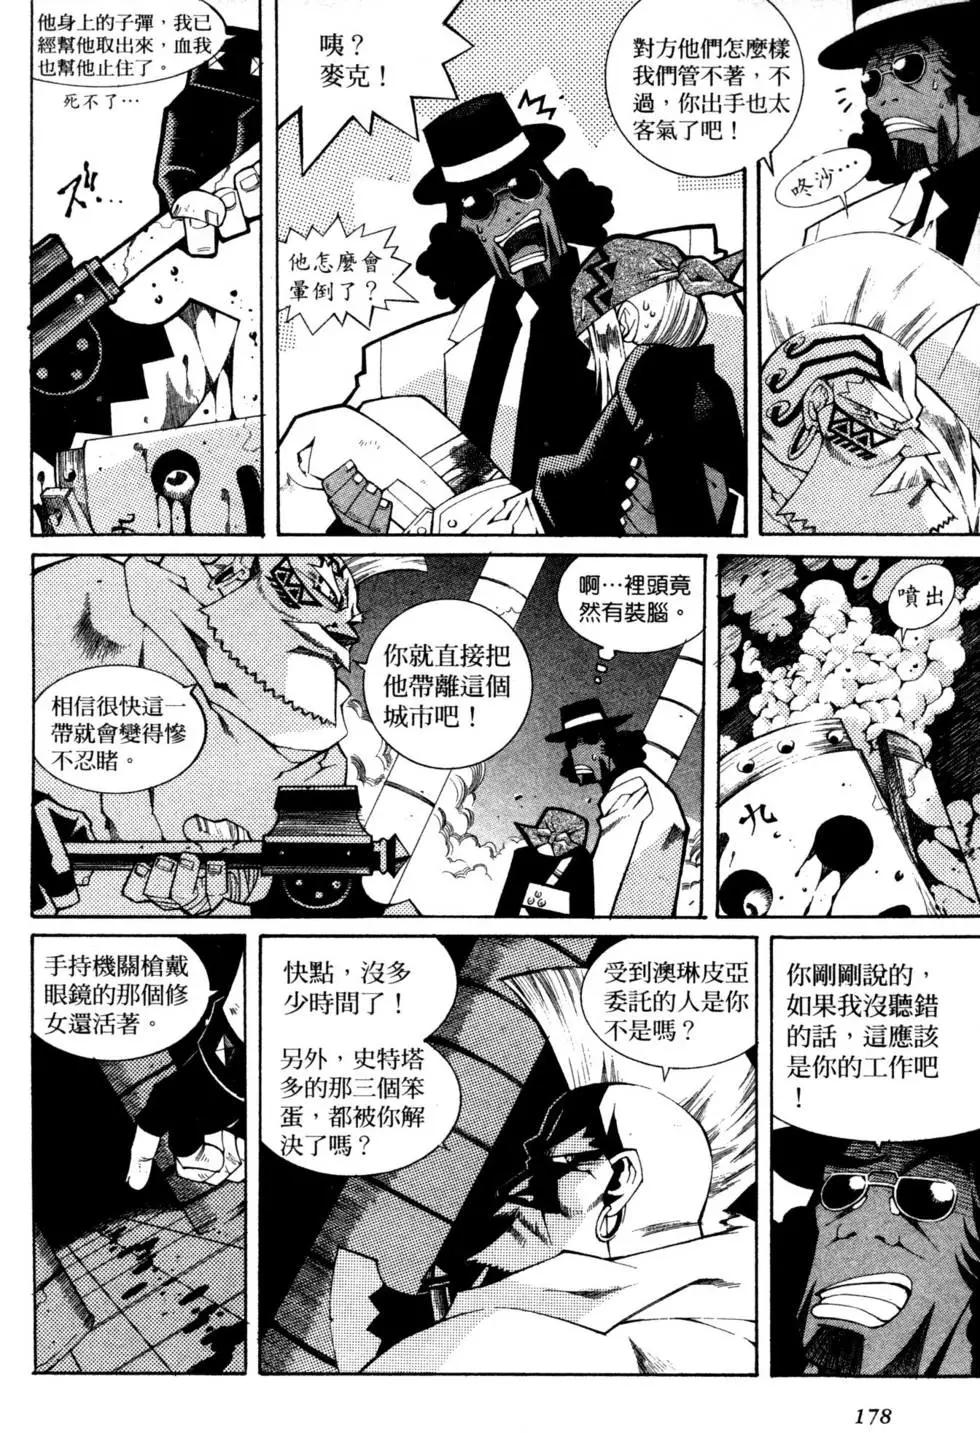 對方他們怎麼樣
我們管不著，不
過，你出手也太
客氣了吧！
咚沙…
咦？
麥克！
他怎麼會
暈倒了？
他身上的子彈，我已
經幫他取出來，血我
也幫他止住了。
死不了…
ズ!!…
噴出
啊…裡頭竟
然有裝腦。
你就直接把
他帶離這個
城市吧！
相信很快這一
帶就會變得慘
不忍睹。
九
你剛剛說的，
如果我沒聽錯
的話，這應該
是你的工作吧
！
受到澳琳皮亞
委託的人是你
不是嗎？
快點，沒多
少時間了！
另外，史特塔
多的那三個笨
蛋，都被你解
決了嗎？
手持機關槍戴
眼鏡的那個修
女還活著。
178